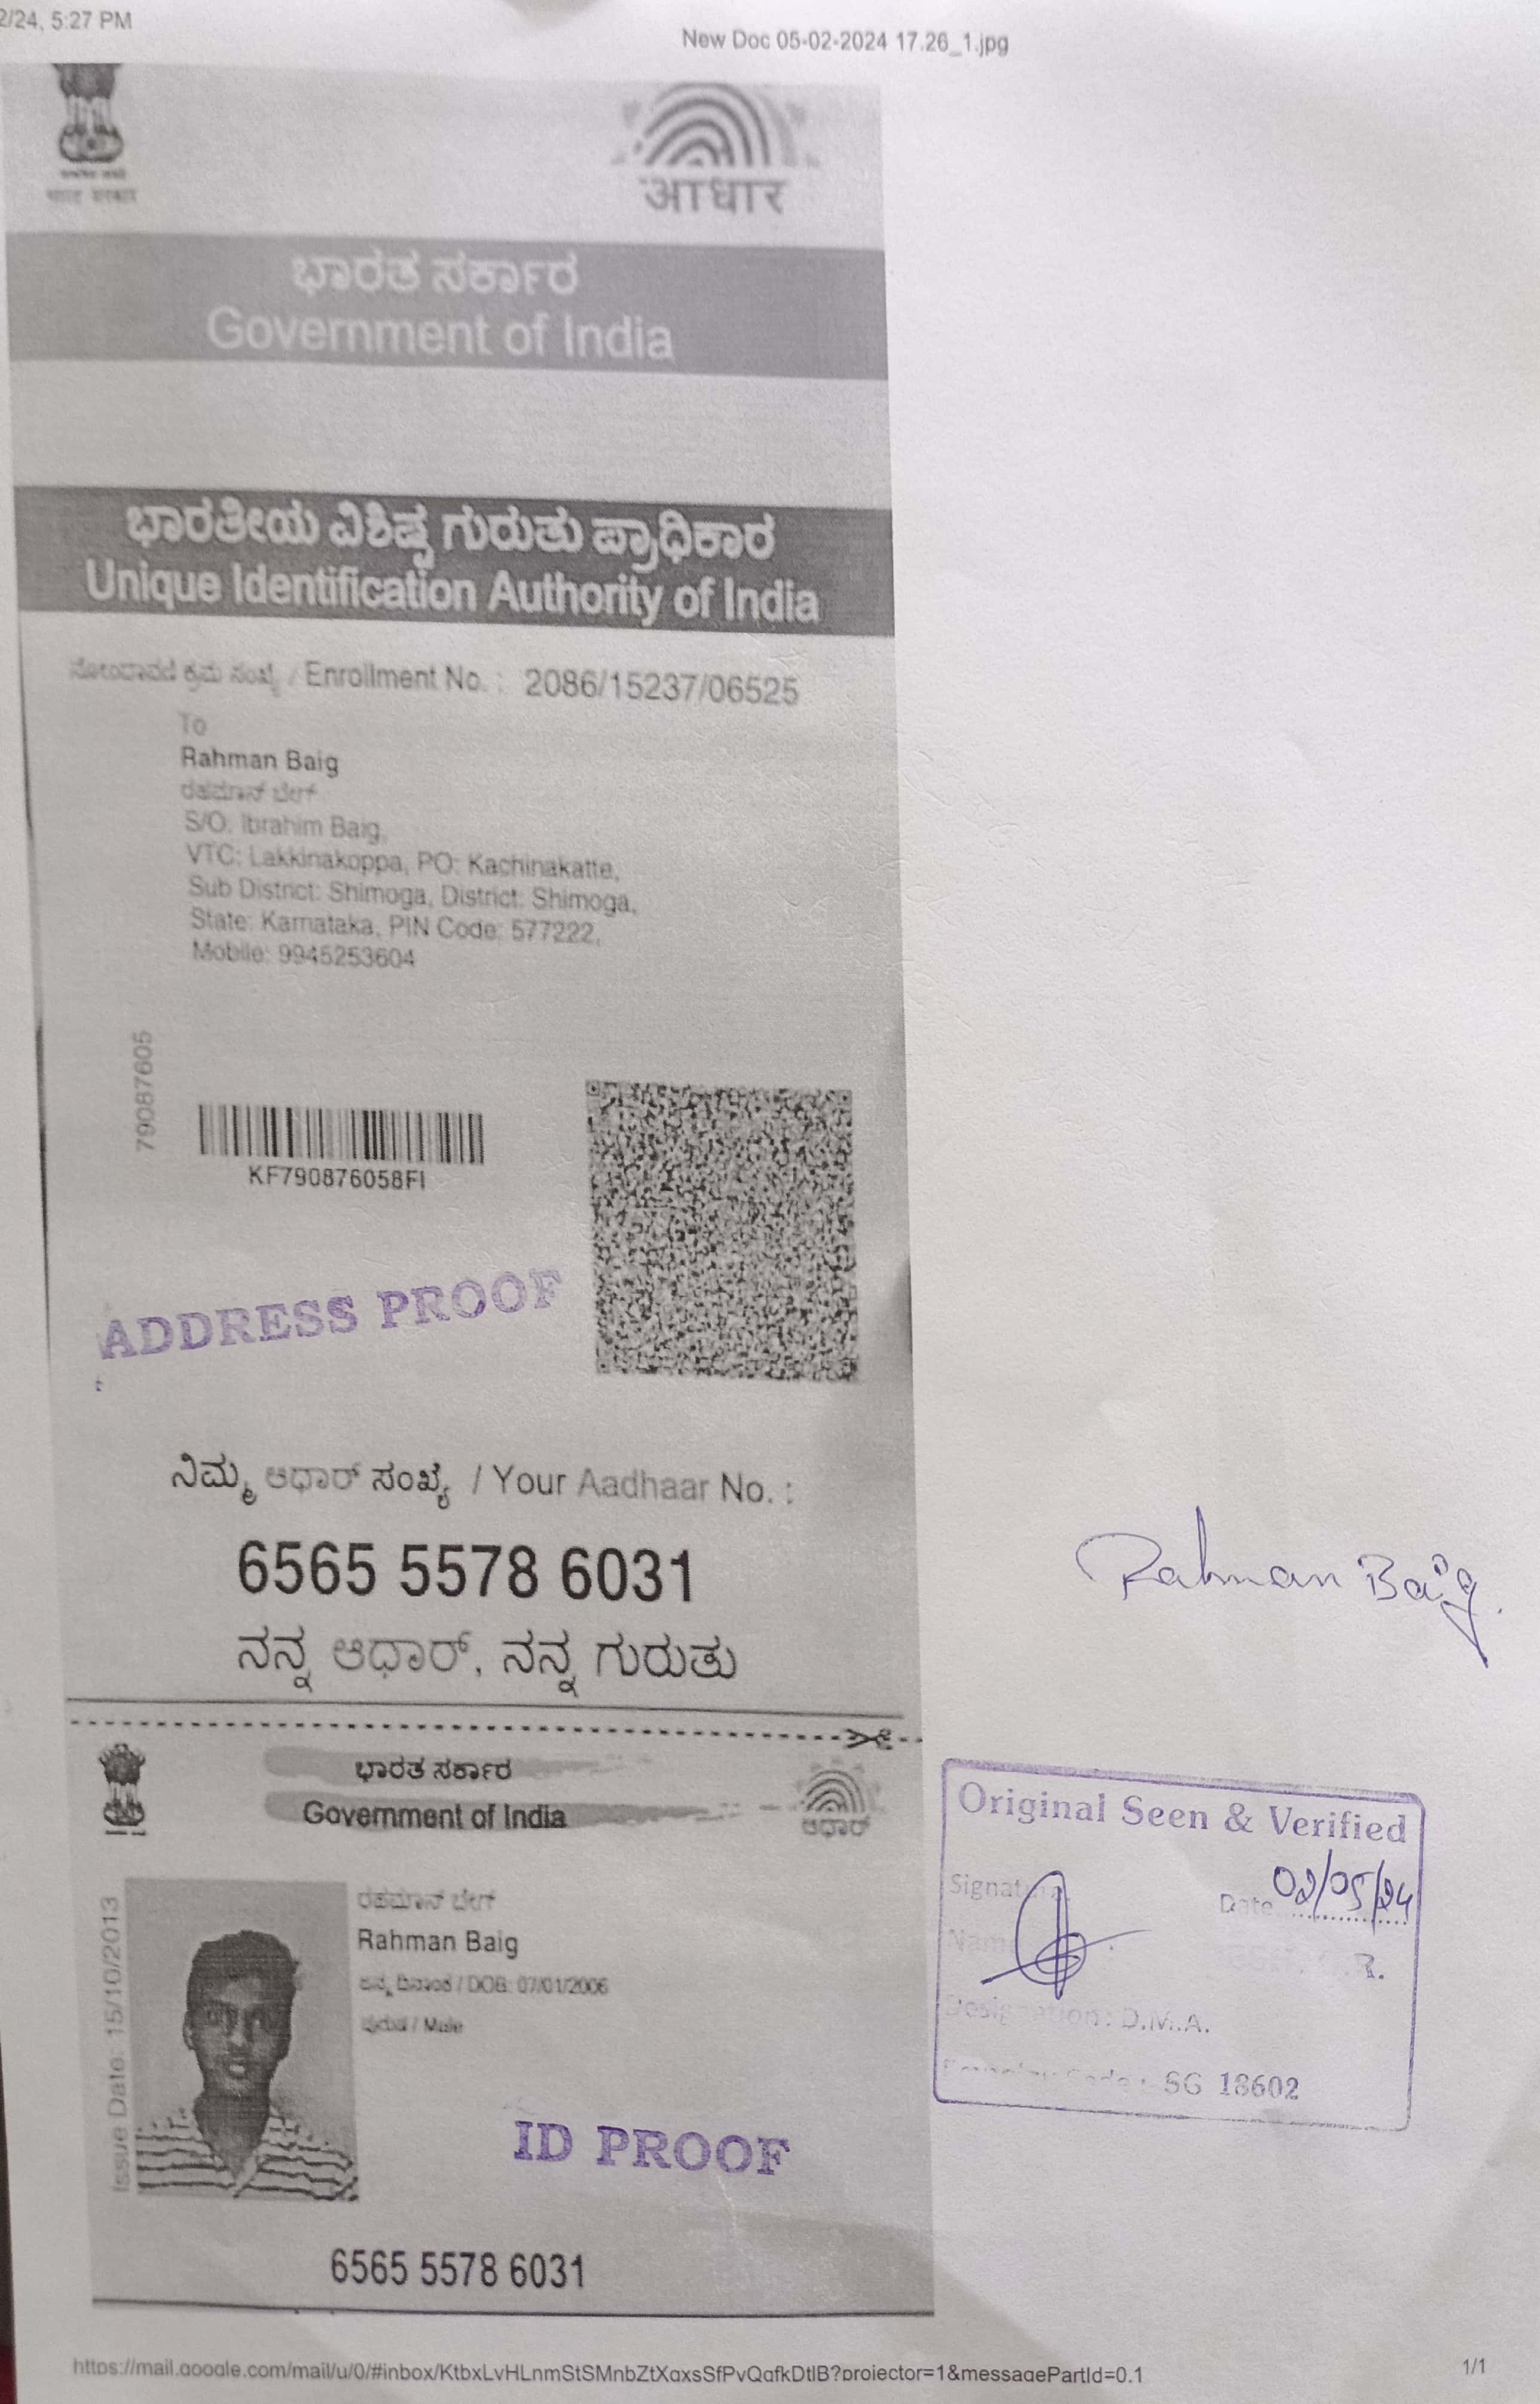 2/24, 5:27 PM
New Doc 05-02-2024 17.26_1.jpg
भारत सरकार
आधार
ಭಾರತ ಸರ್ಕಾರ
Government of India
ಭಾರತೀಯ ವಿಶಿಷ್ಟ ಗುರುತು ಪ್ರಾಧಿಕಾರ
Unique Identification Authority of India
ನೋಂದಾವಣೆ ಕ್ರಮ ಸಂಖ್ಯೆ / Enrollment No. : 2086/15237/06525
To
Rahman Baig
ರಹಮಾನ್ ಬೇಗ್
S/O: Ibrahim Baig,
VTC: Lakkinakoppa, PO: Kachinakatte,
Sub District: Shimoga, District: Shimoga,
State: Karnataka, PIN Code: 577222,
Mobile: 9945253604
79087605
KF790876058FI
ADDRESS PROOF
ನಿಮ್ಮ ಆಧಾರ್ ಸಂಖ್ಯೆ / Your Aadhaar No. :
6565 5578 6031
ನನ್ನ ಆಧಾರ್, ನನ್ನ ಗುರುತು
Rahman Baig.
ಭಾರತ ಸರ್ಕಾರ
Government of India
ಆಧಾರ್
Issue Date: 15/10/2013
ರಹಮಾನ್ ಬೇಗ್
Rahman Baig
ಜನ್ಮ ದಿನಾಂಕ / DOB: 07/01/2006
ಪುರುಷ / Male
ID PROOF
6565 5578 6031
Original Seen & Verified
Signature
Date 02/05/24
Name
R.
Designation: D.M.A.
Code : SG 18602
https://mail.google.com/mail/u/0/#inbox/KtbxLvHLnmStSMnbZtXqxsSfPvQqfkDtlB?projector=1&messagePartId=0.1
1/1